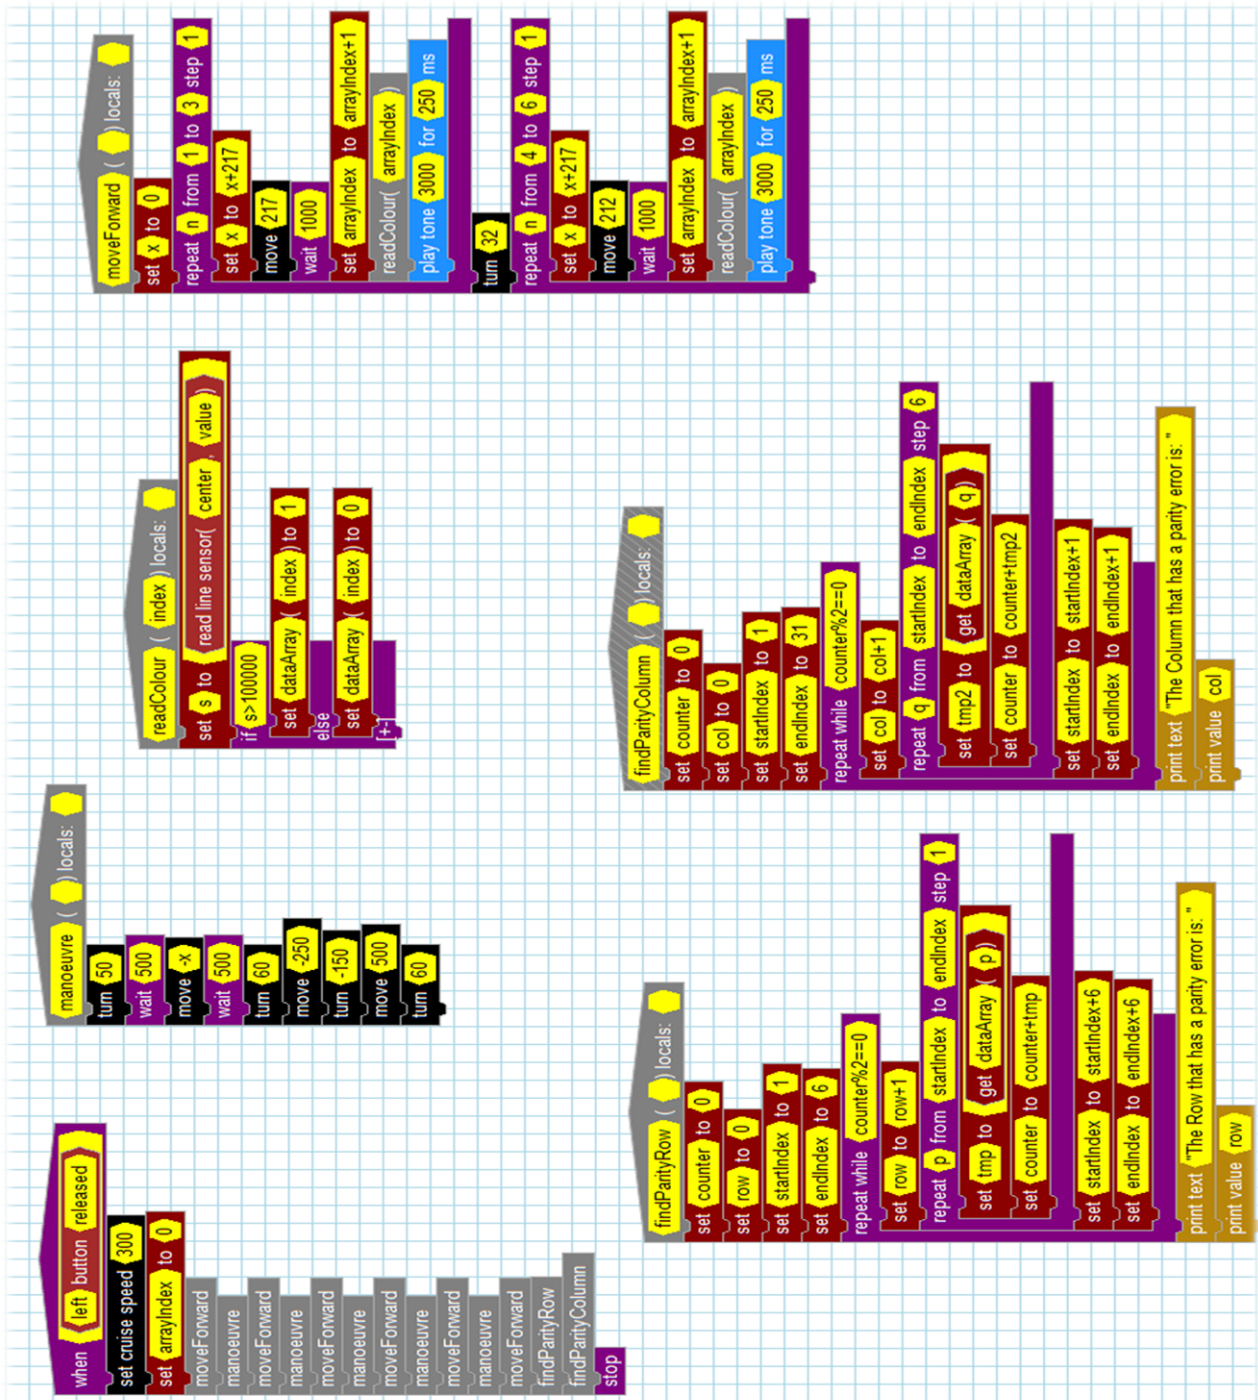 when left button released
set cruise speed 300
set arrayIndex to 0
moveForward
manoeuvre
moveForward
manoeuvre
moveForward
manoeuvre
moveForward
manoeuvre
moveForward
manoeuvre
moveForward
findParityRow
findParityColumn
stop
manoeuvre ( ) locals:
turn 50
wait 500
move -x
wait 500
turn 60
move -250
turn -150
move 500
turn 60
readColour ( index ) locals:
set s to read line sensor( center , value )
if s>100000
set dataArray ( index ) to 1
else
set dataArray ( index ) to 0
[+-]
moveForward ( ) locals:
set x to 0
repeat n from 1 to 3 step 1
set x to x+217
move 217
wait 1000
set arrayIndex to arrayIndex+1
readColour( arrayIndex )
play tone 3000 for 250 ms
turn 32
repeat n from 4 to 6 step 1
set x to x+217
move 212
wait 1000
set arrayIndex to arrayIndex+1
readColour( arrayIndex )
play tone 3000 for 250 ms
findParityRow ( ) locals:
set counter to 0
set row to 0
set startIndex to 1
set endIndex to 6
repeat while counter%2==0
set row to row+1
repeat p from startIndex to endIndex step 1
set tmp to get dataArray ( p )
set counter to counter+tmp
set startIndex to startIndex+6
set endIndex to endIndex+6
print text "The Row that has a parity error is: "
print value row
findParityColumn ( ) locals:
set counter to 0
set col to 0
set startIndex to 1
set endIndex to 31
repeat while counter%2==0
set col to col+1
repeat q from startIndex to endIndex step 6
set tmp2 to get dataArray ( q )
set counter to counter+tmp2
set startIndex to startIndex+1
set endIndex to endIndex+1
print text "The Column that has a parity error is: "
print value col